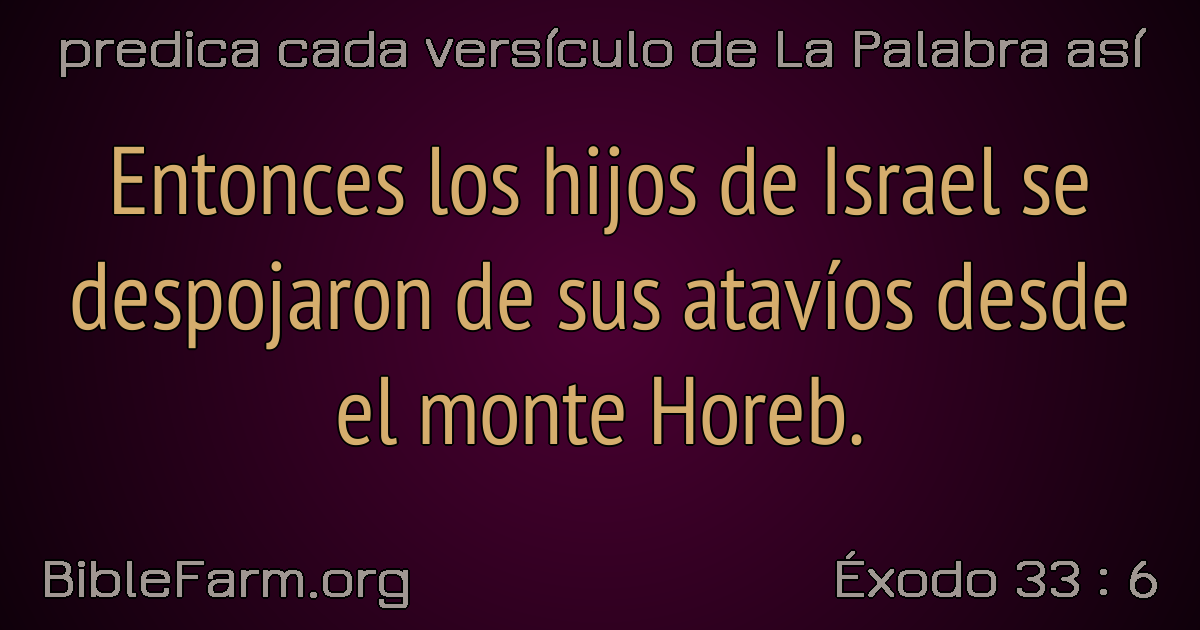 predica cada versículo de La Palabra así
Entonces los hijos de Israel se
despojaron de sus atavíos desde
el monte Horeb.
BibleFarm.org
Éxodo 33 : 6